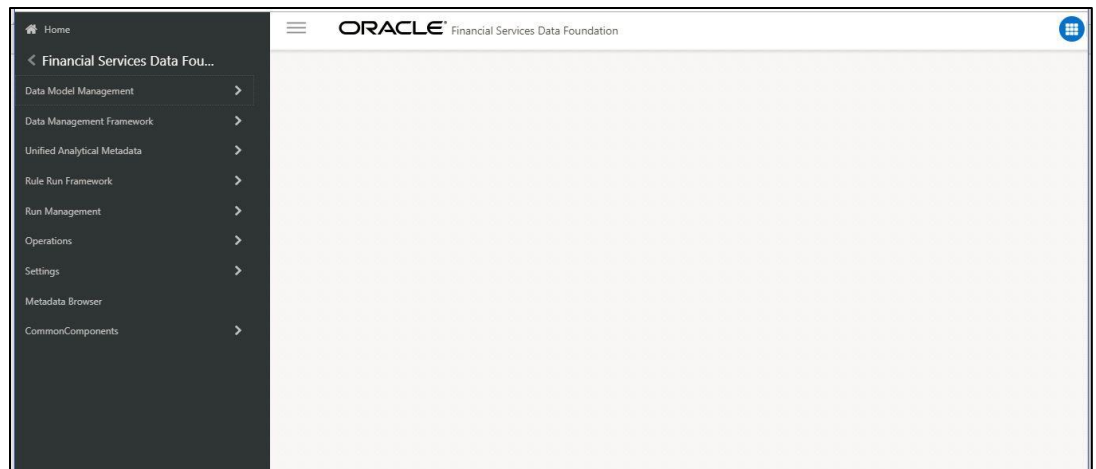 Home
Financial Services Data Fou...
Data Model Management
Data Management Framework
Unified Analytical Metadata
Rule Run Framework
Run Management
Operations
Settings
Metadata Browser
CommonComponents
ORACLE® Financial Services Data Foundation